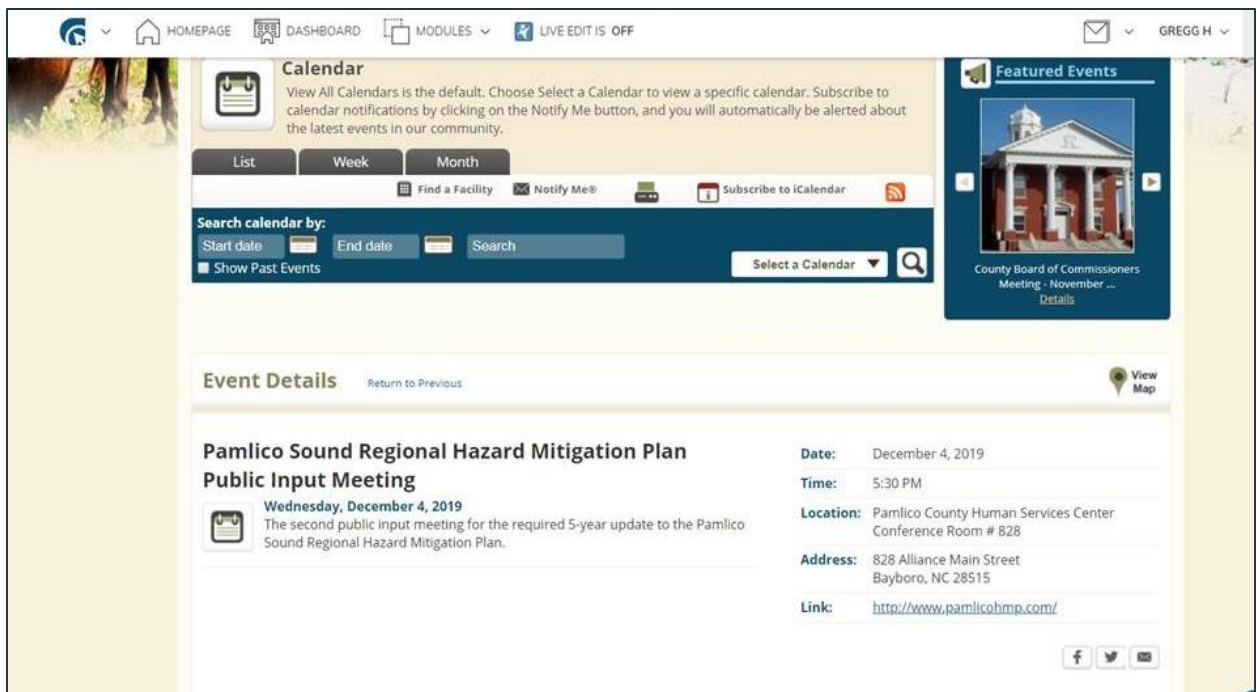 HOMEPAGE DASHBOARD MODULES LIVE EDIT IS OFF GREGG H
Calendar
View All Calendars is the default. Choose Select a Calendar to view a specific calendar. Subscribe to
calendar notifications by clicking on the Notify Me button, and you will automatically be alerted about
the latest events in our community.
List Week Month
Find a Facility Notify Me® Subscribe to iCalendar
Search calendar by:
Start date End date Search
Show Past Events
Select a Calendar
Featured Events
County Board of Commissioners
Meeting - November ...
Details
Event Details Return to Previous
View
Map
Pamlico Sound Regional Hazard Mitigation Plan
Public Input Meeting
Wednesday, December 4, 2019
The second public input meeting for the required 5-year update to the Pamlico
Sound Regional Hazard Mitigation Plan.
Date: December 4, 2019
Time: 5:30 PM
Location: Pamlico County Human Services Center
Conference Room # 828
Address: 828 Alliance Main Street
Bayboro, NC 28515
Link: http://www.pamlicohmp.com/